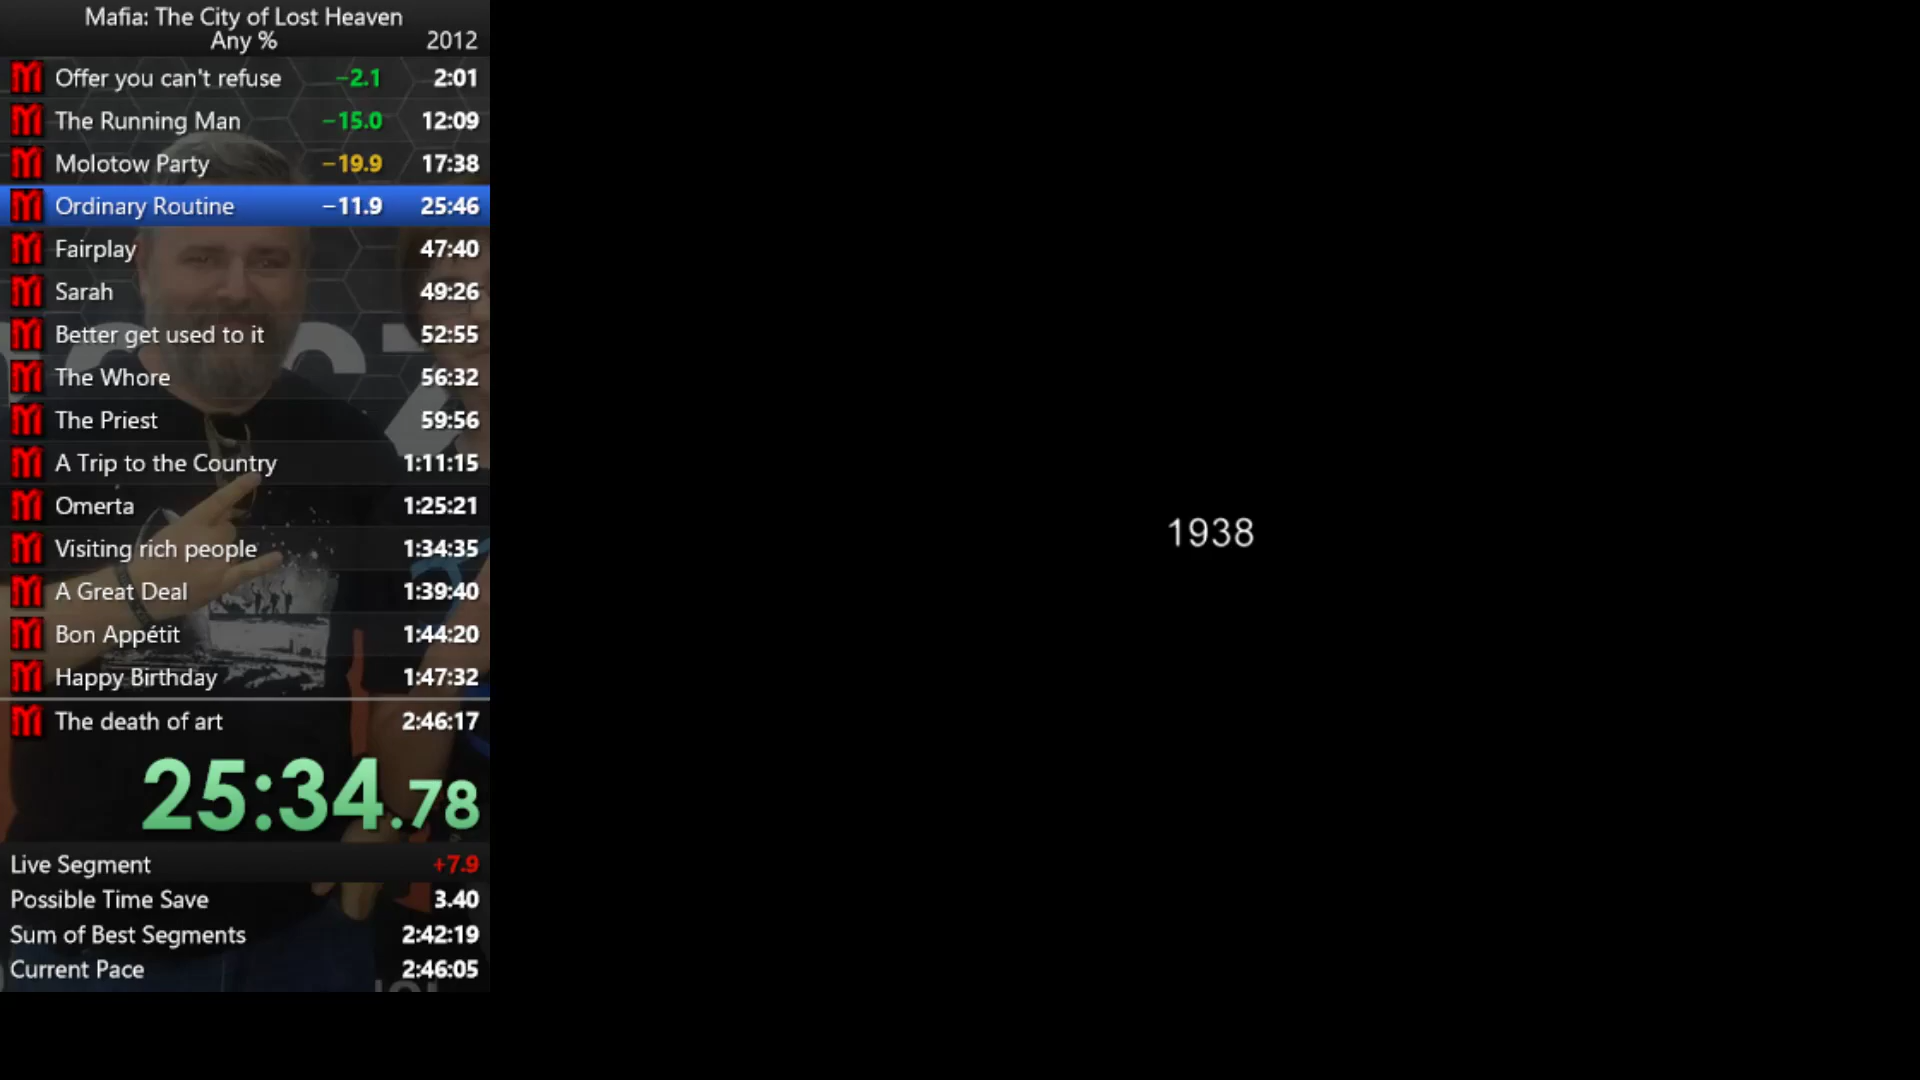 Mafia: The City of Lost Heaven
Any % 2012
Offer you can't refuse −2.1 2:01
The Running Man −15.0 12:09
Molotow Party −19.9 17:38
Ordinary Routine −11.9 25:46
Fairplay 47:40
Sarah 49:26
Better get used to it 52:55
The Whore 56:32
The Priest 59:56
A Trip to the Country 1:11:15
Omerta 1:25:21
Visiting rich people 1:34:35
A Great Deal 1:39:40
Bon Appétit 1:44:20
Happy Birthday 1:47:32
The death of art 2:46:17
25:34.78
Live Segment +7.9
Possible Time Save 3.40
Sum of Best Segments 2:42:19
Current Pace 2:46:05
1938